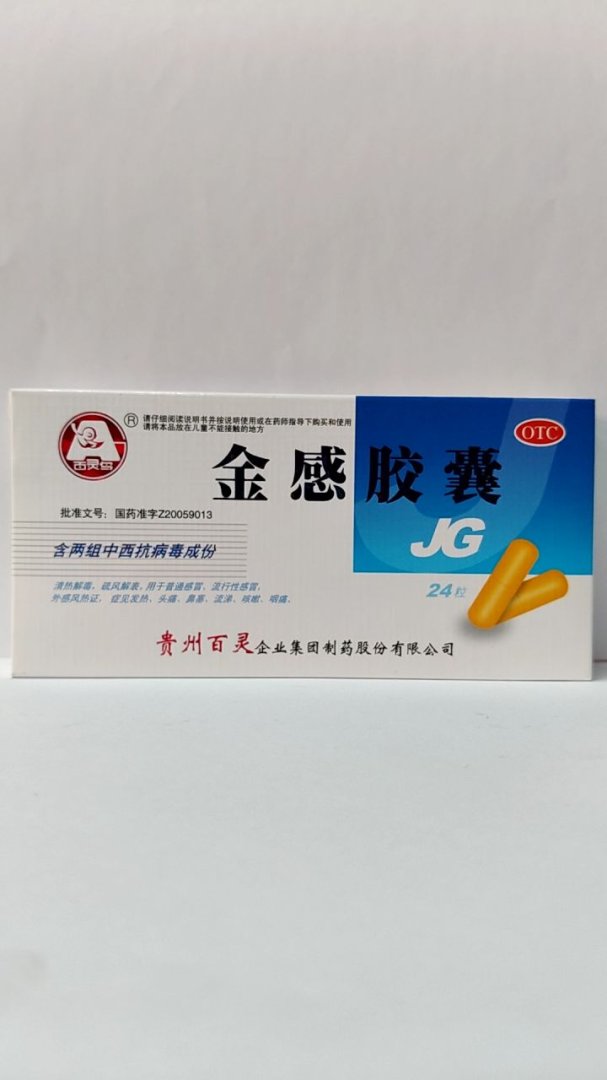 百灵鸟
®
请仔细阅读说明书并按说明使用或在药师指导下购买和使用
请将本品放在儿童不能接触的地方
OTC
金感胶囊
批准文号：国药准字Z20059013
JG
含两组中西抗病毒成份
清热解毒，疏风解表。用于普通感冒，流行性感冒，
外感风热证，症见发热、头痛、鼻塞、流涕、咳嗽、咽痛。
24粒
贵州百灵企业集团制药股份有限公司